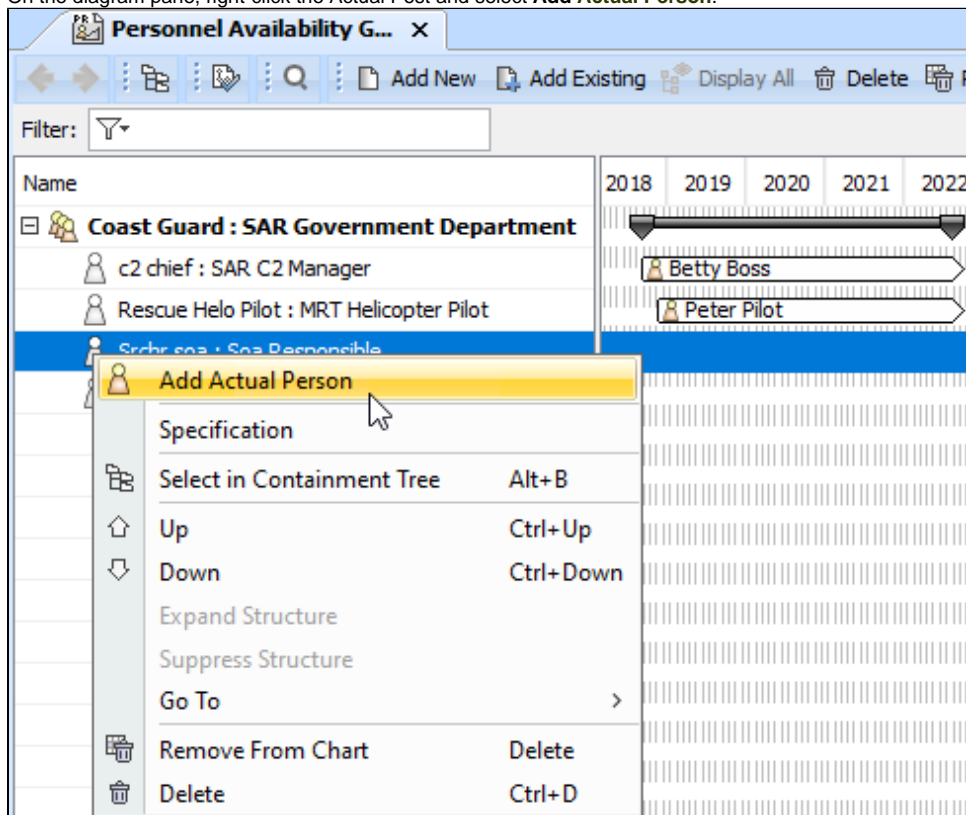 On the diagram pane, right-click the Actual Post and select Add Actual Person.
Personnel Availability G... X
Add New Add Existing Display All Delete
Filter:
Name 2018 2019 2020 2021 2022
Coast Guard : SAR Government Department
c2 chief : SAR C2 Manager Betty Boss
Rescue Helo Pilot : MRT Helicopter Pilot Peter Pilot
Srchr soa : Soa Responsible
Add Actual Person
Specification
Select in Containment Tree Alt+B
Up Ctrl+Up
Down Ctrl+Down
Expand Structure
Suppress Structure
Go To >
Remove From Chart Delete
Delete Ctrl+D